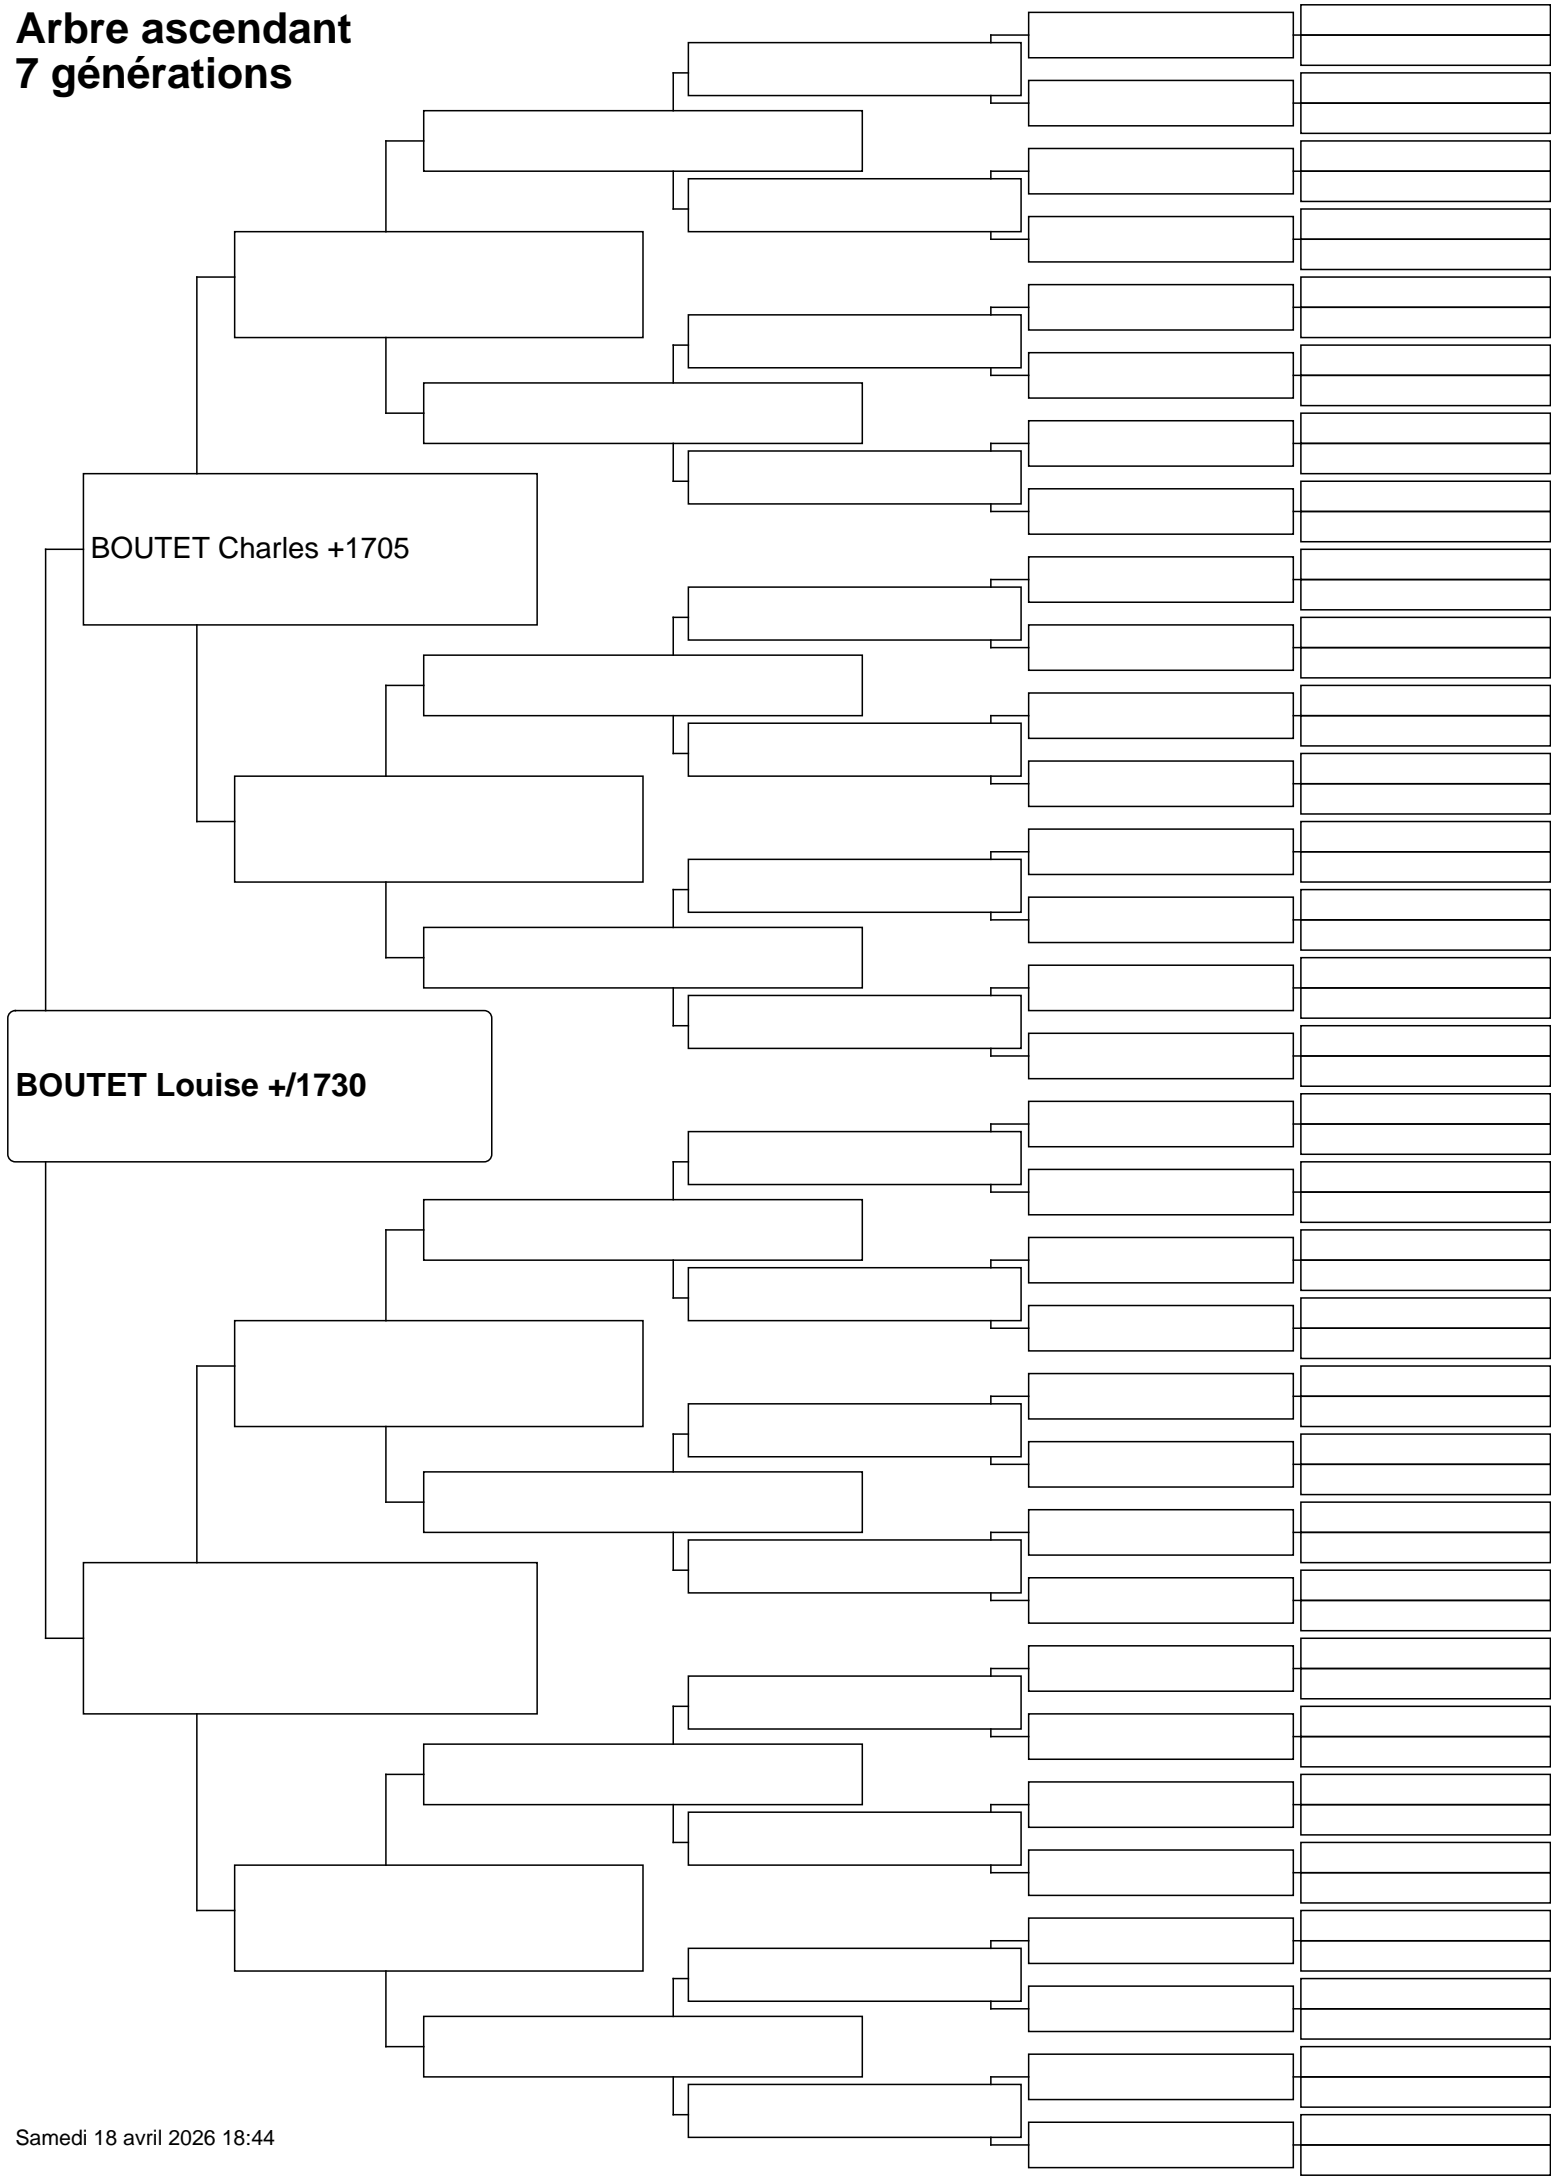 Arbre ascendant
7 générations
BOUTET Charles +1705
BOUTET Louise +/1730
Samedi 18 avril 2026 18:44